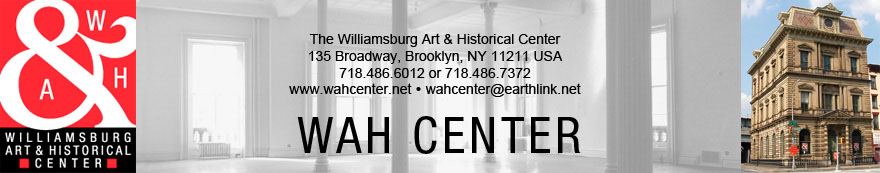 &
W
A H
WILLIAMSBURG
ART & HISTORICAL
CENTER
The Williamsburg Art & Historical Center
135 Broadway, Brooklyn, NY 11211 USA
718.486.6012 or 718.486.7372
www.wahcenter.net • wahcenter@earthlink.net
WAH CENTER